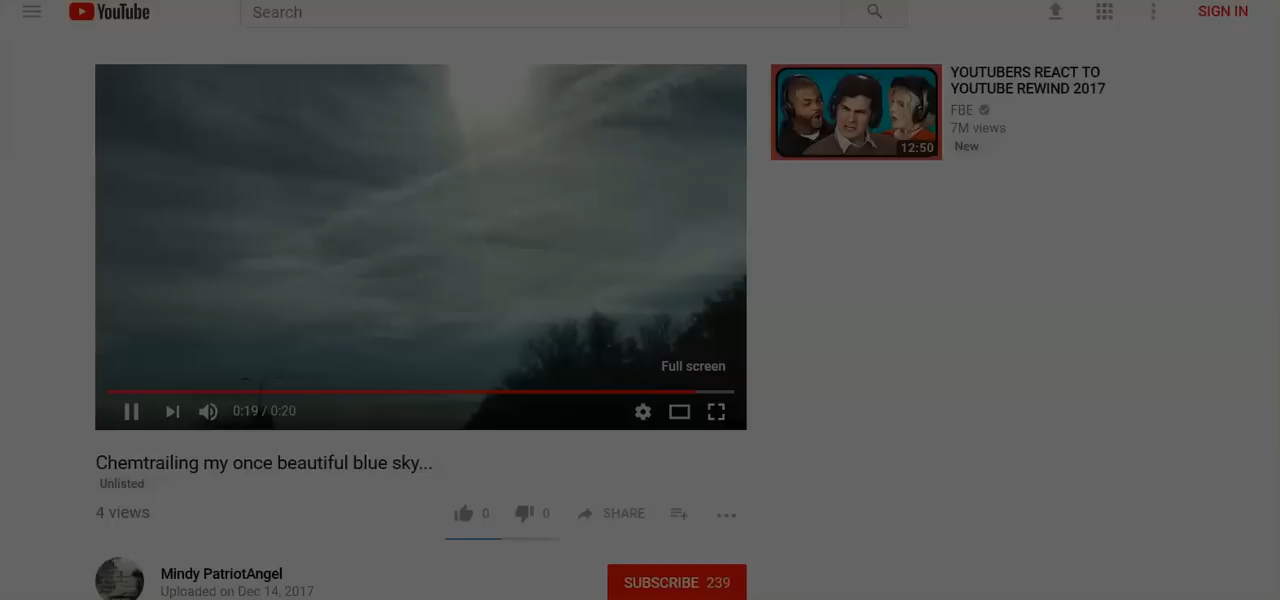 YouTube
Search
SIGN IN
YOUTUBERS REACT TO
YOUTUBE REWIND 2017
FBE
7M views
New
12:50
Full screen
0:19 / 0:20
Chemtrailing my once beautiful blue sky...
Unlisted
4 views
0
0
SHARE
Mindy PatriotAngel
Uploaded on Dec 14, 2017
SUBSCRIBE 239